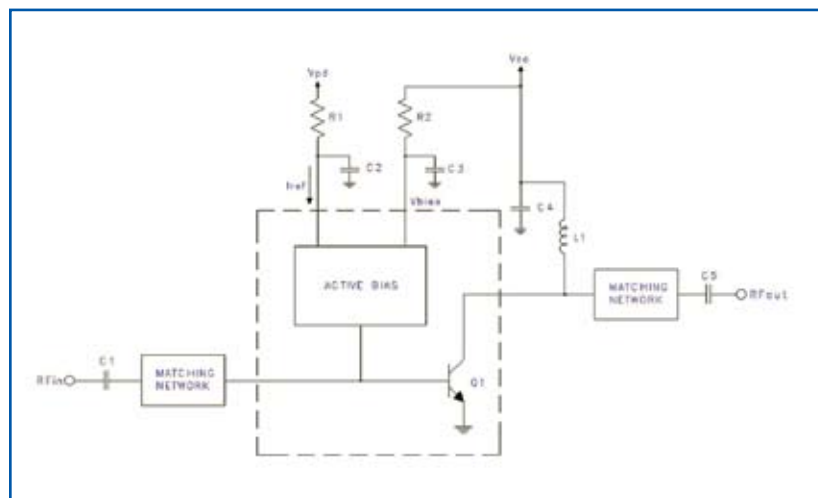 Vpd
R1
R2
C2
C3
Iref
Vbias
C4
L1
ACTIVE BIAS
MATCHING
NETWORK
C5
RFout
C1
RFin
MATCHING
NETWORK
Q1